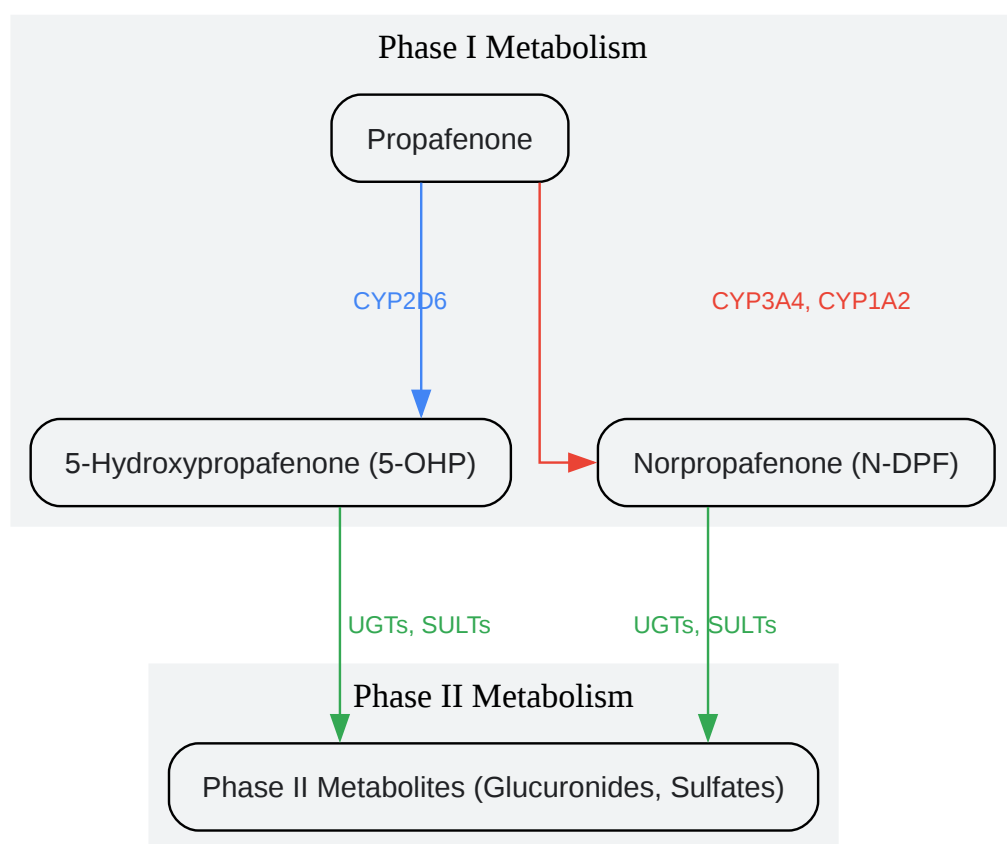 Phase I Metabolism
Propafenone
CYP2D6
CYP3A4, CYP1A2
5-Hydroxypropafenone (5-OHP)
Norpropafenone (N-DPF)
UGTs, SULTs
UGTs, SULTs
Phase II Metabolism
Phase II Metabolites (Glucuronides, Sulfates)